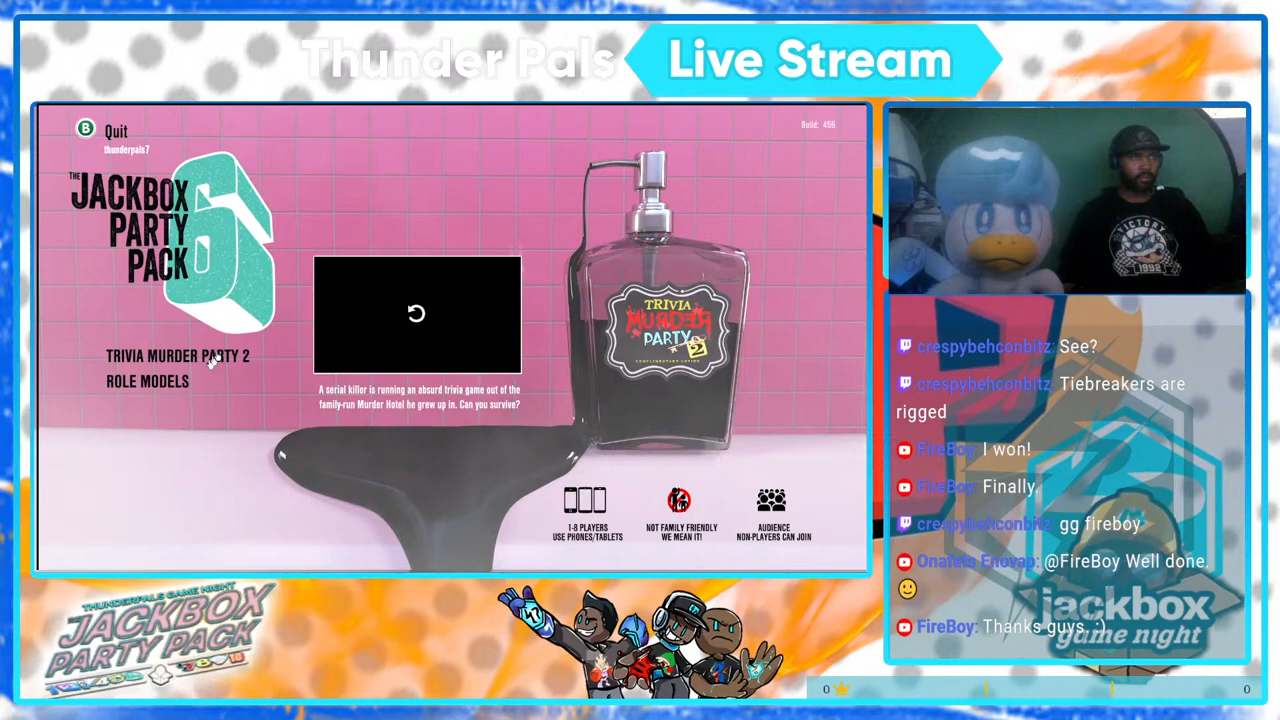 Thunder Pals
Live Stream
B Quit
thunderpals7
Build: 456
THE
JACKBOX
PARTY
PACK
6
TRIVIA MURDER PARTY 2
ROLE MODELS
A serial killer is running an absurd trivia game out of the
family-run Murder Hotel he grew up in. Can you survive?
TRIVIA
MURDER
PARTY
2
COMPLIMENTARY LOTION
1-8 PLAYERS
USE PHONES/TABLETS
NOT FAMILY FRIENDLY
WE MEAN IT!
AUDIENCE
NON-PLAYERS CAN JOIN
VICTORY
1992
crespybehconbitz: See?
crespybehconbitz: Tiebreakers are
rigged
FireBoy: I won!
FireBoy: Finally.
crespybehconbitz: gg fireboy
Onafets Enovap: @FireBoy Well done.
FireBoy: Thanks guys. :)
jackbox
game night
THUNDERPALS GAME NIGHT
JACKBOX
PARTY PACK
0
0